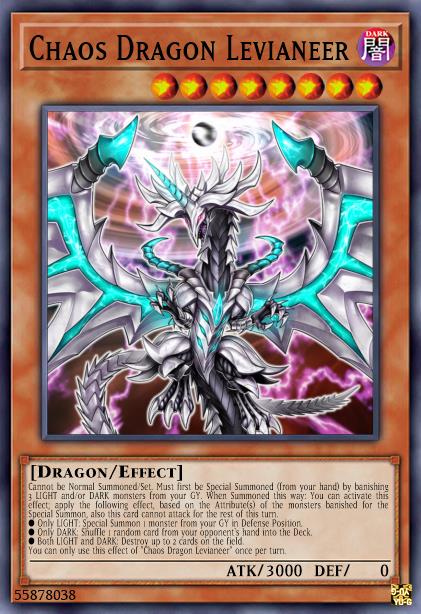 Chaos Dragon Levianeer
DARK
闇
[Dragon/Effect]
Cannot be Normal Summoned/Set. Must first be Special Summoned (from your hand) by banishing
3 LIGHT and/or DARK monsters from your GY. When Summoned this way: You can activate this
effect; apply the following effect, based on the Attribute(s) of the monsters banished for the
Special Summon, also this card cannot attack for the rest of this turn.
● Only LIGHT: Special Summon 1 monster from your GY in Defense Position.
● Only DARK: Shuffle 1 random card from your opponent's hand into the Deck.
● Both LIGHT and DARK: Destroy up to 2 cards on the field.
You can only use this effect of "Chaos Dragon Levianeer" once per turn.
ATK/3000 DEF/ 0
55878038